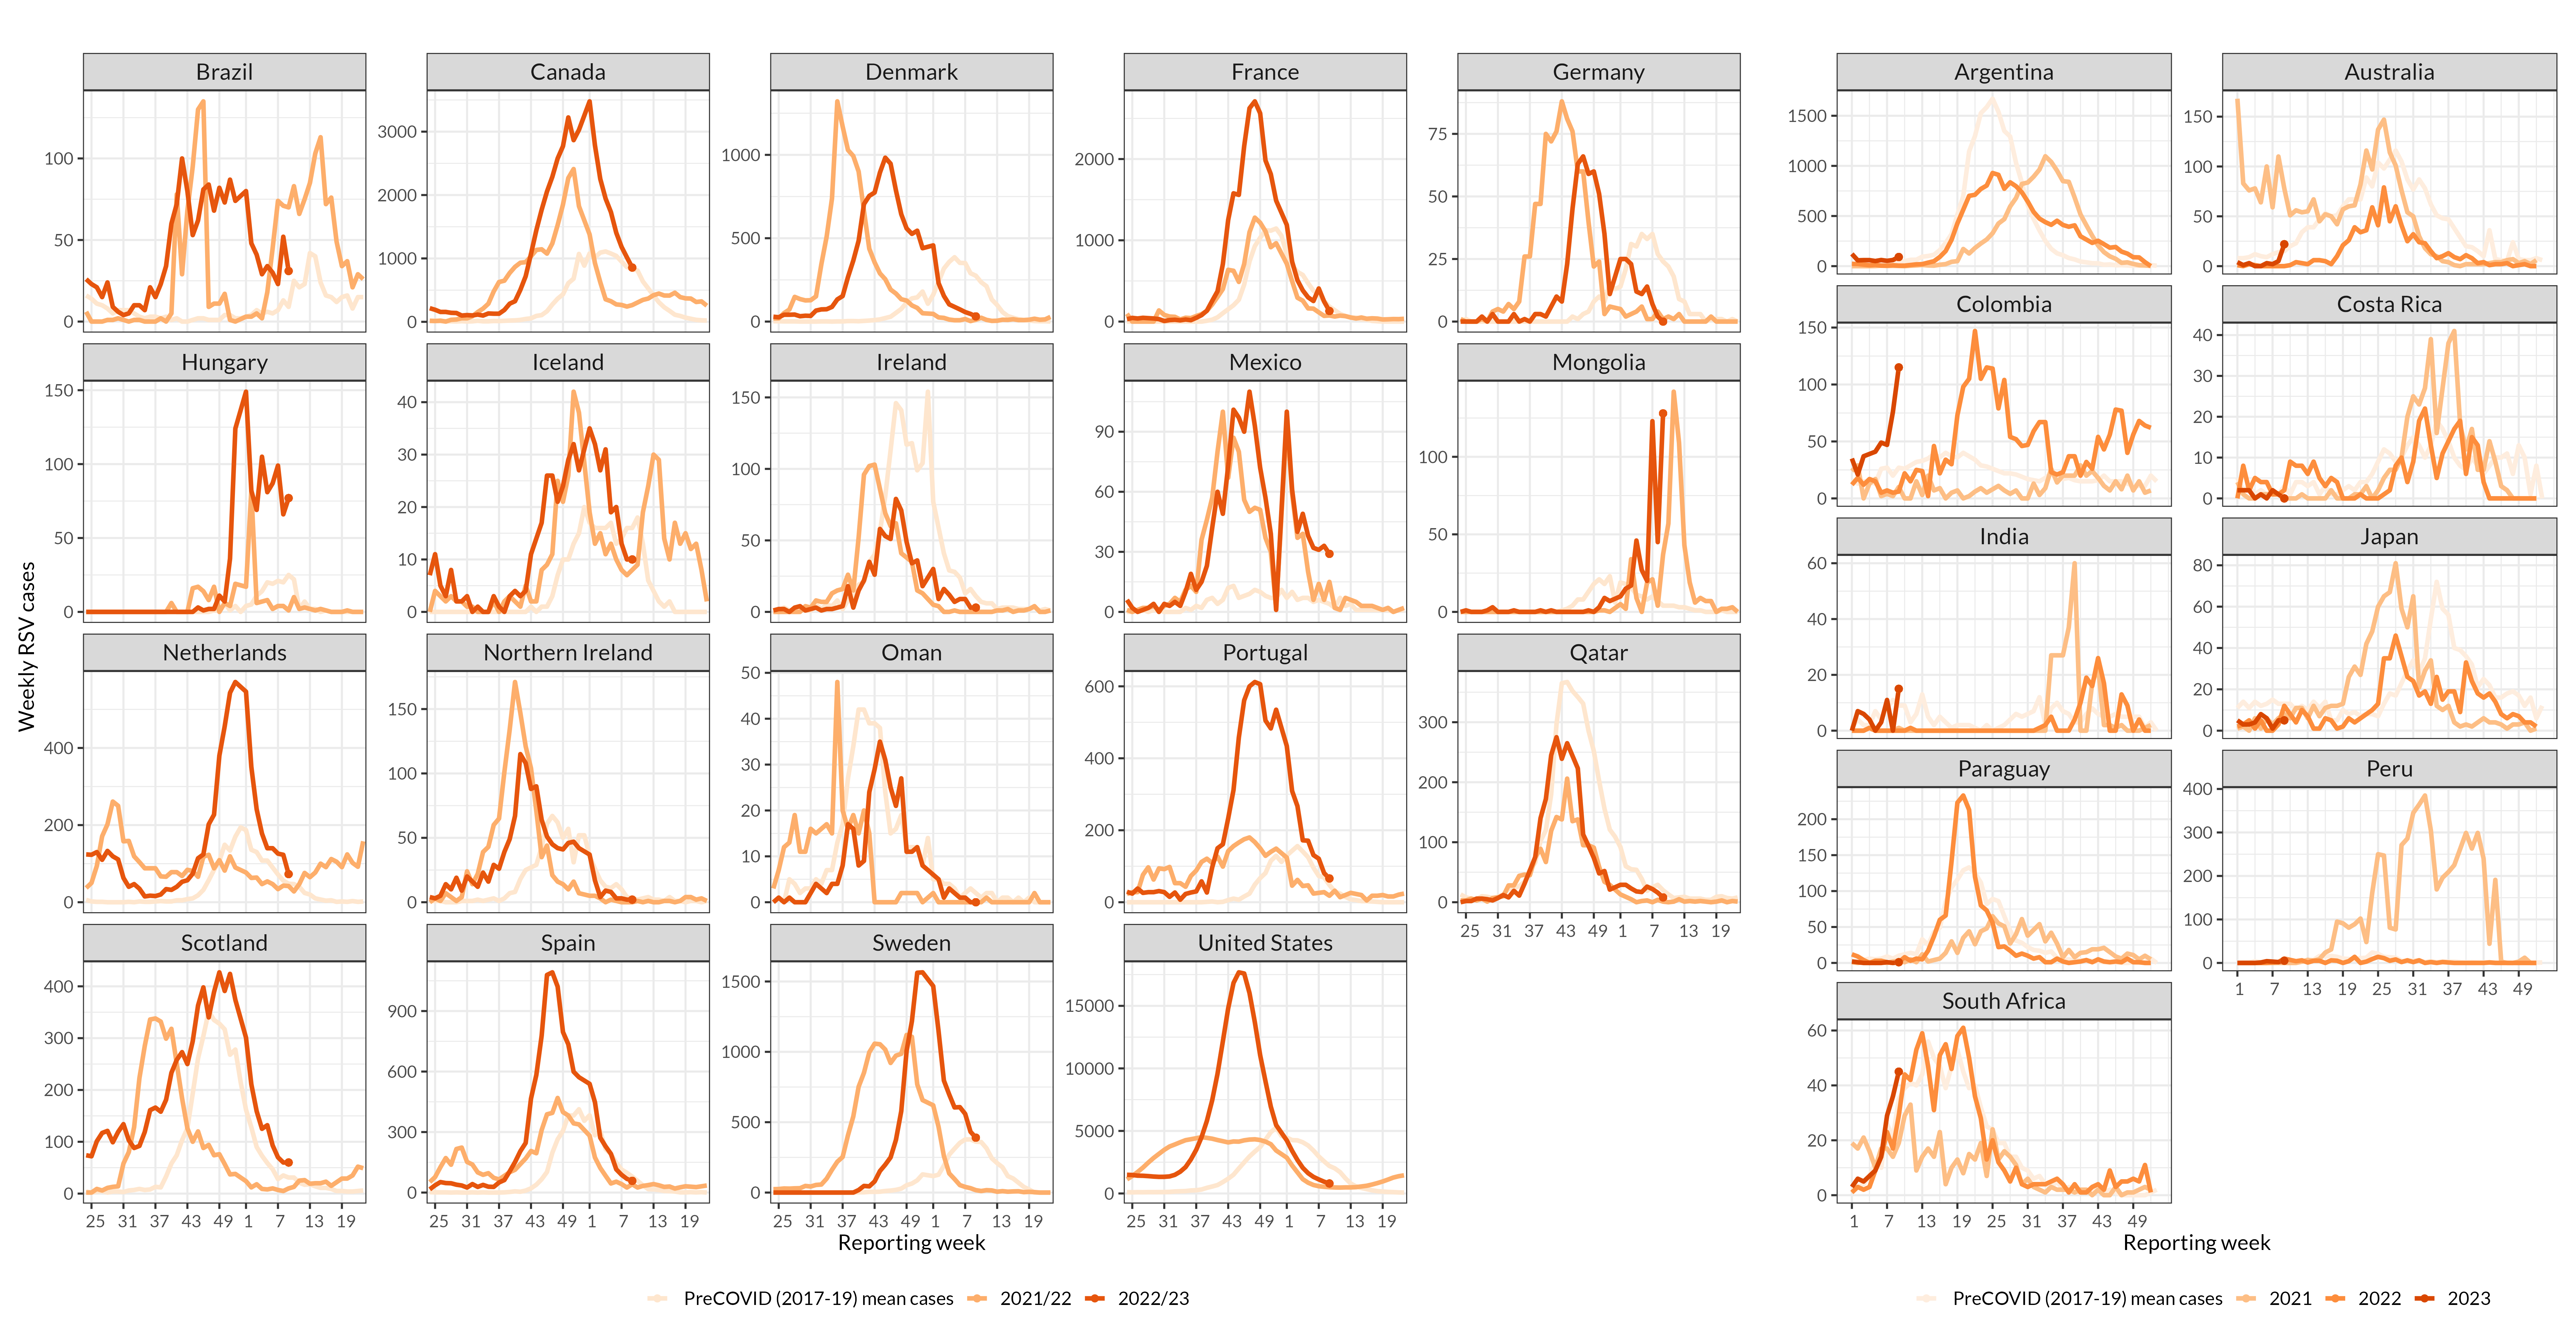 Brazil
Canada
Denmark
France
Germany
Argentina
Australia
0 50 100
0 1000 2000 3000
0 500 1000
0 1000 2000
0 25 50 75
0 500 1000 1500
0 50 100 150
Colombia
Costa Rica
0 50 100 150
0 10 20 30 40
Hungary
Iceland
Ireland
Mexico
Mongolia
0 50 100 150
0 10 20 30 40
0 50 100 150
0 30 60 90
0 50 100
India
Japan
0 20 40 60
0 20 40 60 80
Netherlands
Northern Ireland
Oman
Portugal
Qatar
0 200 400
0 50 100 150
0 10 20 30 40 50
0 200 400 600
0 100 200 300
25 31 37 43 49 1 7 13 19
Paraguay
Peru
0 50 100 150 200
0 100 200 300 400
1 7 13 19 25 31 37 43 49
Scotland
Spain
Sweden
United States
0 100 200 300 400
0 300 600 900
0 500 1000 1500
0 5000 10000 15000
South Africa
0 20 40 60
25 31 37 43 49 1 7 13 19
25 31 37 43 49 1 7 13 19
25 31 37 43 49 1 7 13 19
25 31 37 43 49 1 7 13 19
1 7 13 19 25 31 37 43 49
Weekly RSV cases
Reporting week
Reporting week
PreCOVID (2017-19) mean cases 2021/22 2022/23
PreCOVID (2017-19) mean cases 2021 2022 2023